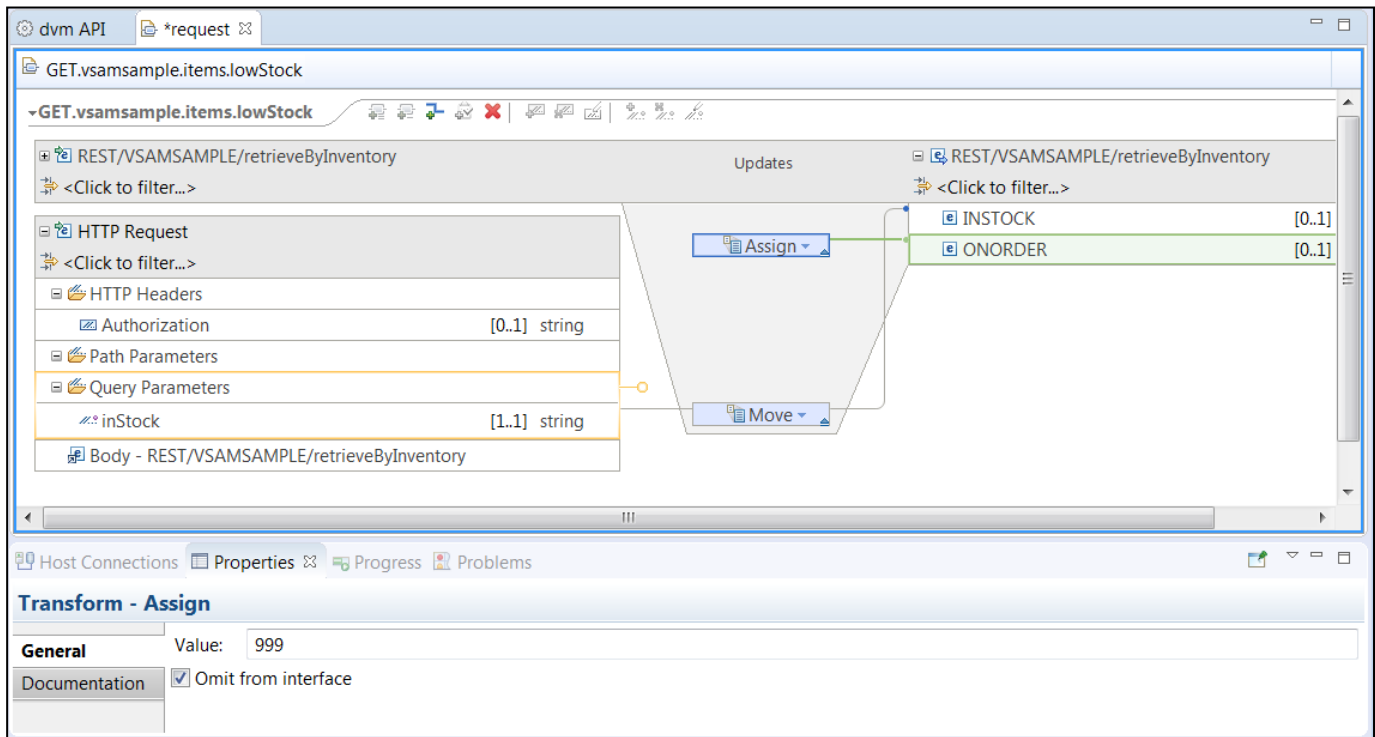 dvm API
*request
GET.vsamsample.items.lowStock
GET.vsamsample.items.lowStock
REST/VSAMSAMPLE/retrieveByInventory
<Click to filter...>
Updates
REST/VSAMSAMPLE/retrieveByInventory
<Click to filter...>
HTTP Request
<Click to filter...>
HTTP Headers
Authorization [0..1] string
Path Parameters
Query Parameters
inStock [1..1] string
Body - REST/VSAMSAMPLE/retrieveByInventory
Assign
Move
INSTOCK [0..1]
ONORDER [0..1]
Host Connections Properties Progress Problems
Transform - Assign
General
Documentation
Value: 999
Omit from interface